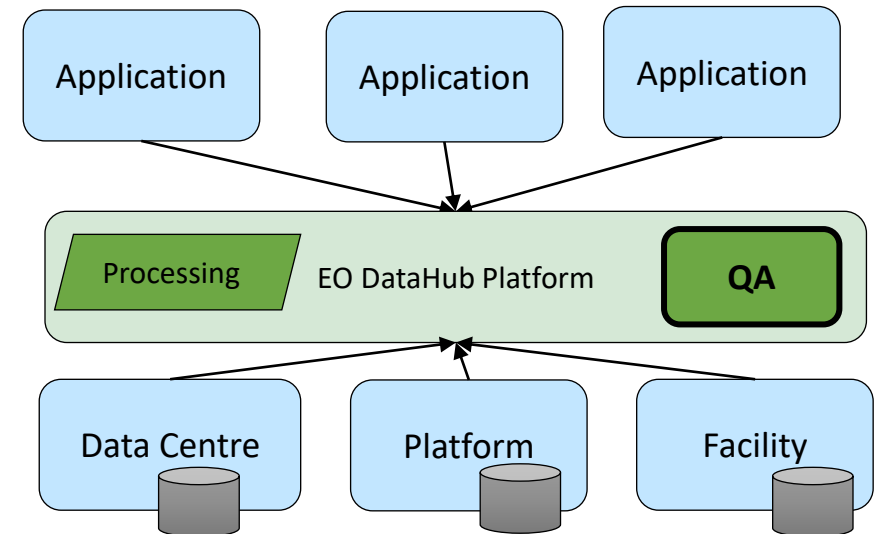 Application
Application
Application
Processing
EO DataHub Platform
QA
Data Centre
Platform
Facility